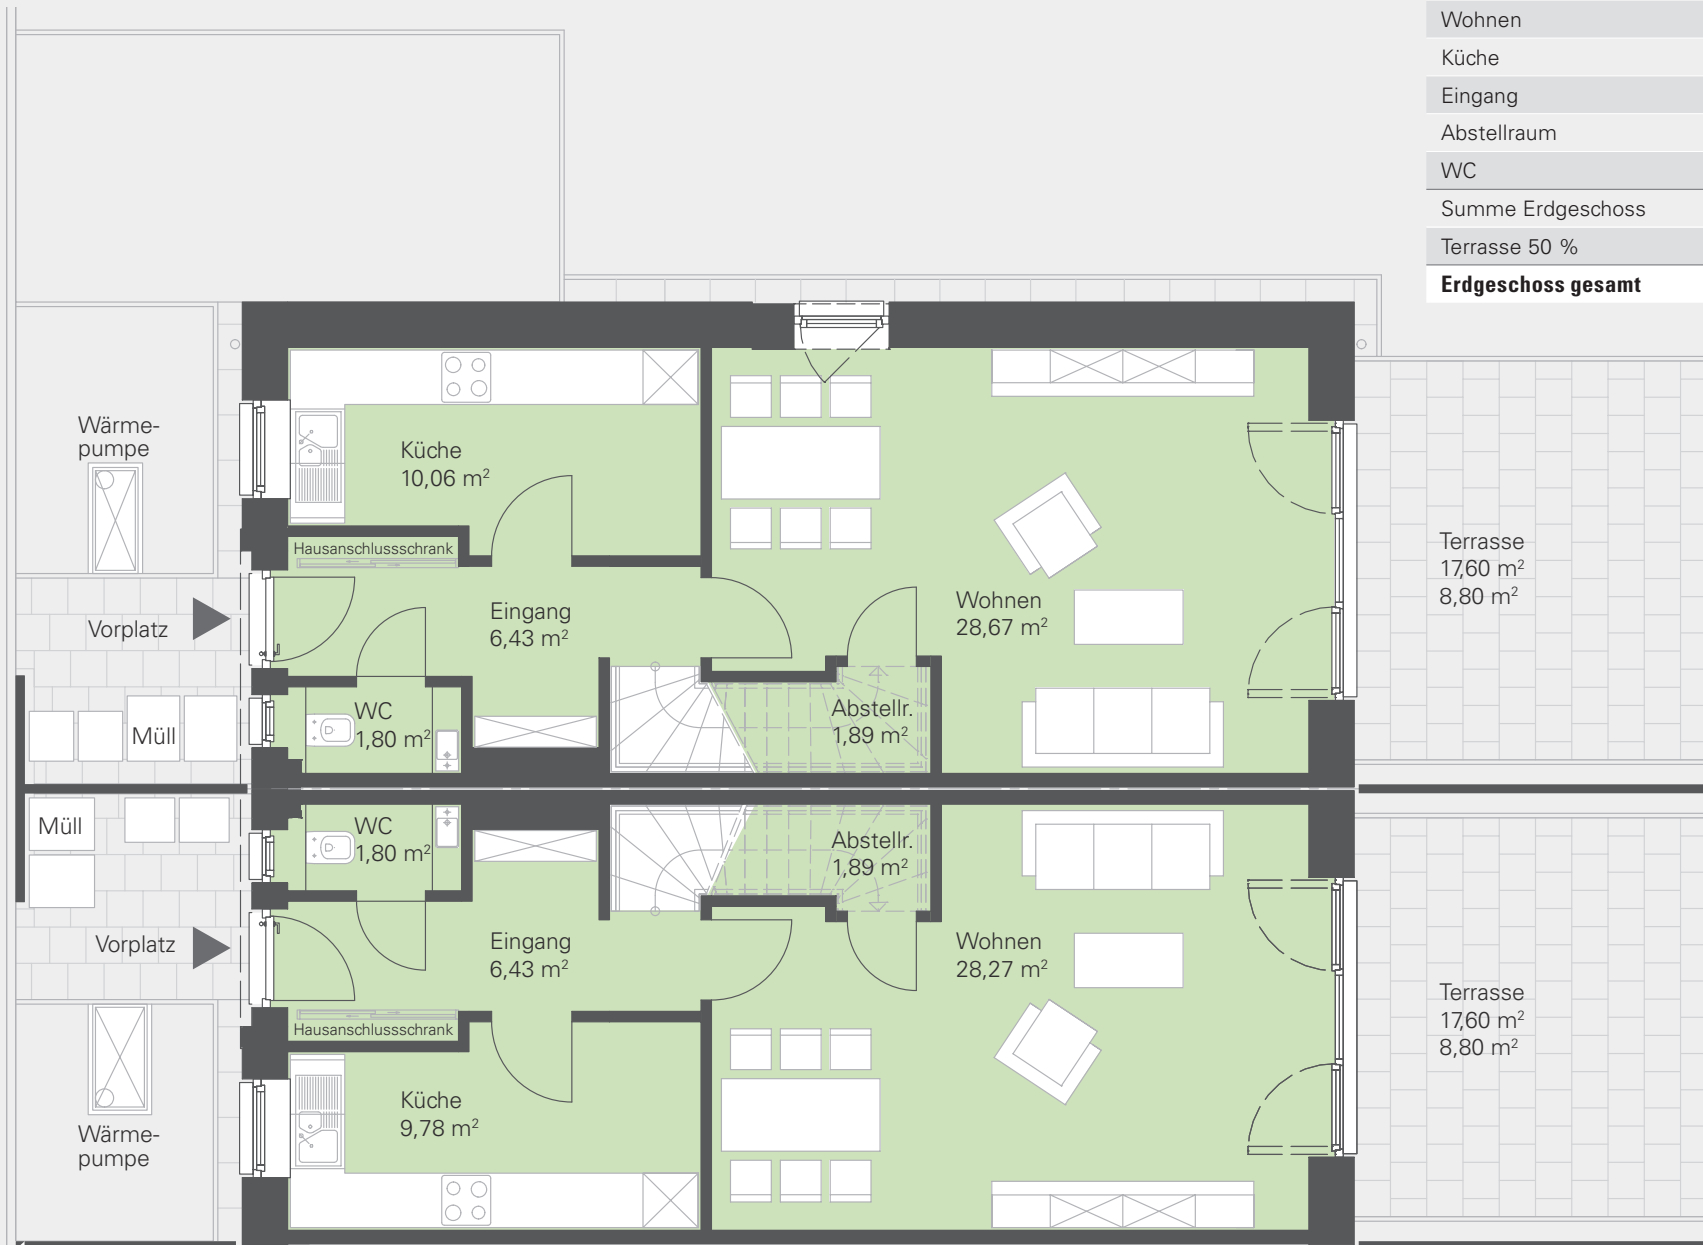 Wohnen
Küche
Eingang
Abstellraum
WC
Summe Erdgeschoss
Terrasse 50 %
Erdgeschoss gesamt
Wärme-
pumpe
Küche
10,06 m²
Hausanschlussschrank
Eingang
6,43 m²
Wohnen
28,67 m²
Terrasse
17,60 m²
8,80 m²
Vorplatz
WC
1,80 m²
Abstellr.
1,89 m²
Müll
Müll
WC
1,80 m²
Abstellr.
1,89 m²
Vorplatz
Eingang
6,43 m²
Wohnen
28,27 m²
Terrasse
17,60 m²
8,80 m²
Hausanschlussschrank
Küche
9,78 m²
Wärme-
pumpe